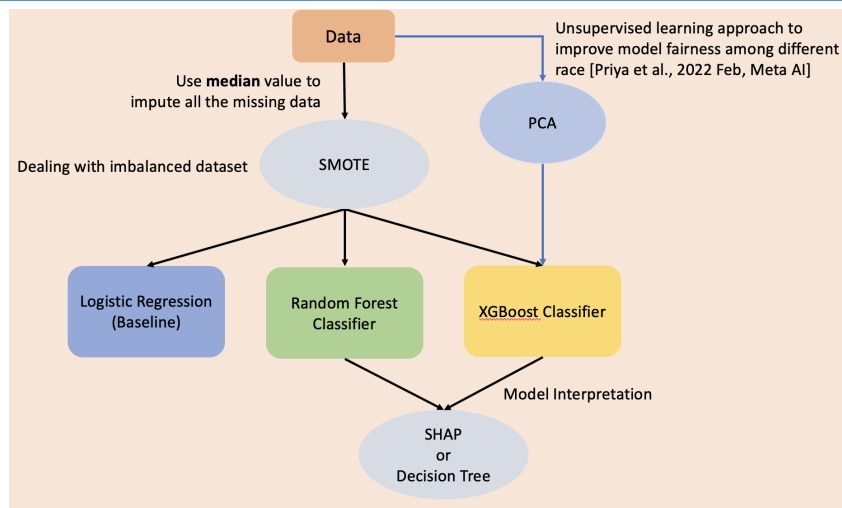 Data
Unsupervised learning approach to
improve model fairness among different
race [Priya et al., 2022 Feb, Meta AI]
Use median value to
impute all the missing data
PCA
Dealing with imbalanced dataset
SMOTE
Logistic Regression
(Baseline)
Random Forest
Classifier
XGBoost Classifier
Model Interpretation
SHAP
or
Decision Tree